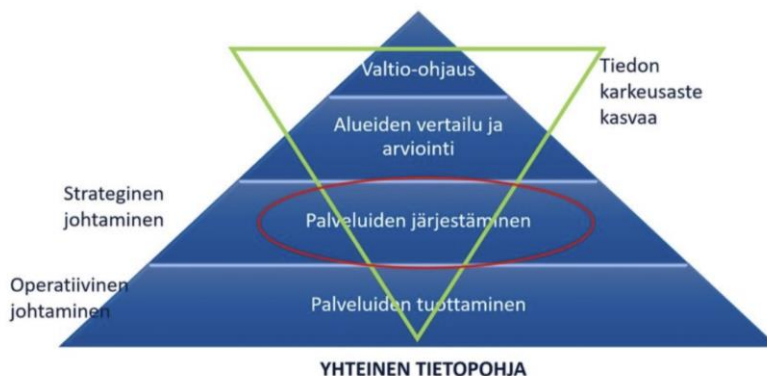 Valtio-ohjaus
Tiedon
karkeusaste
kasvaa
Alueiden vertailu ja
arviointi
Strateginen
johtaminen
Palveluiden järjestäminen
Operatiivinen
johtaminen
Palveluiden tuottaminen
YHTEINEN TIETOPOHJA